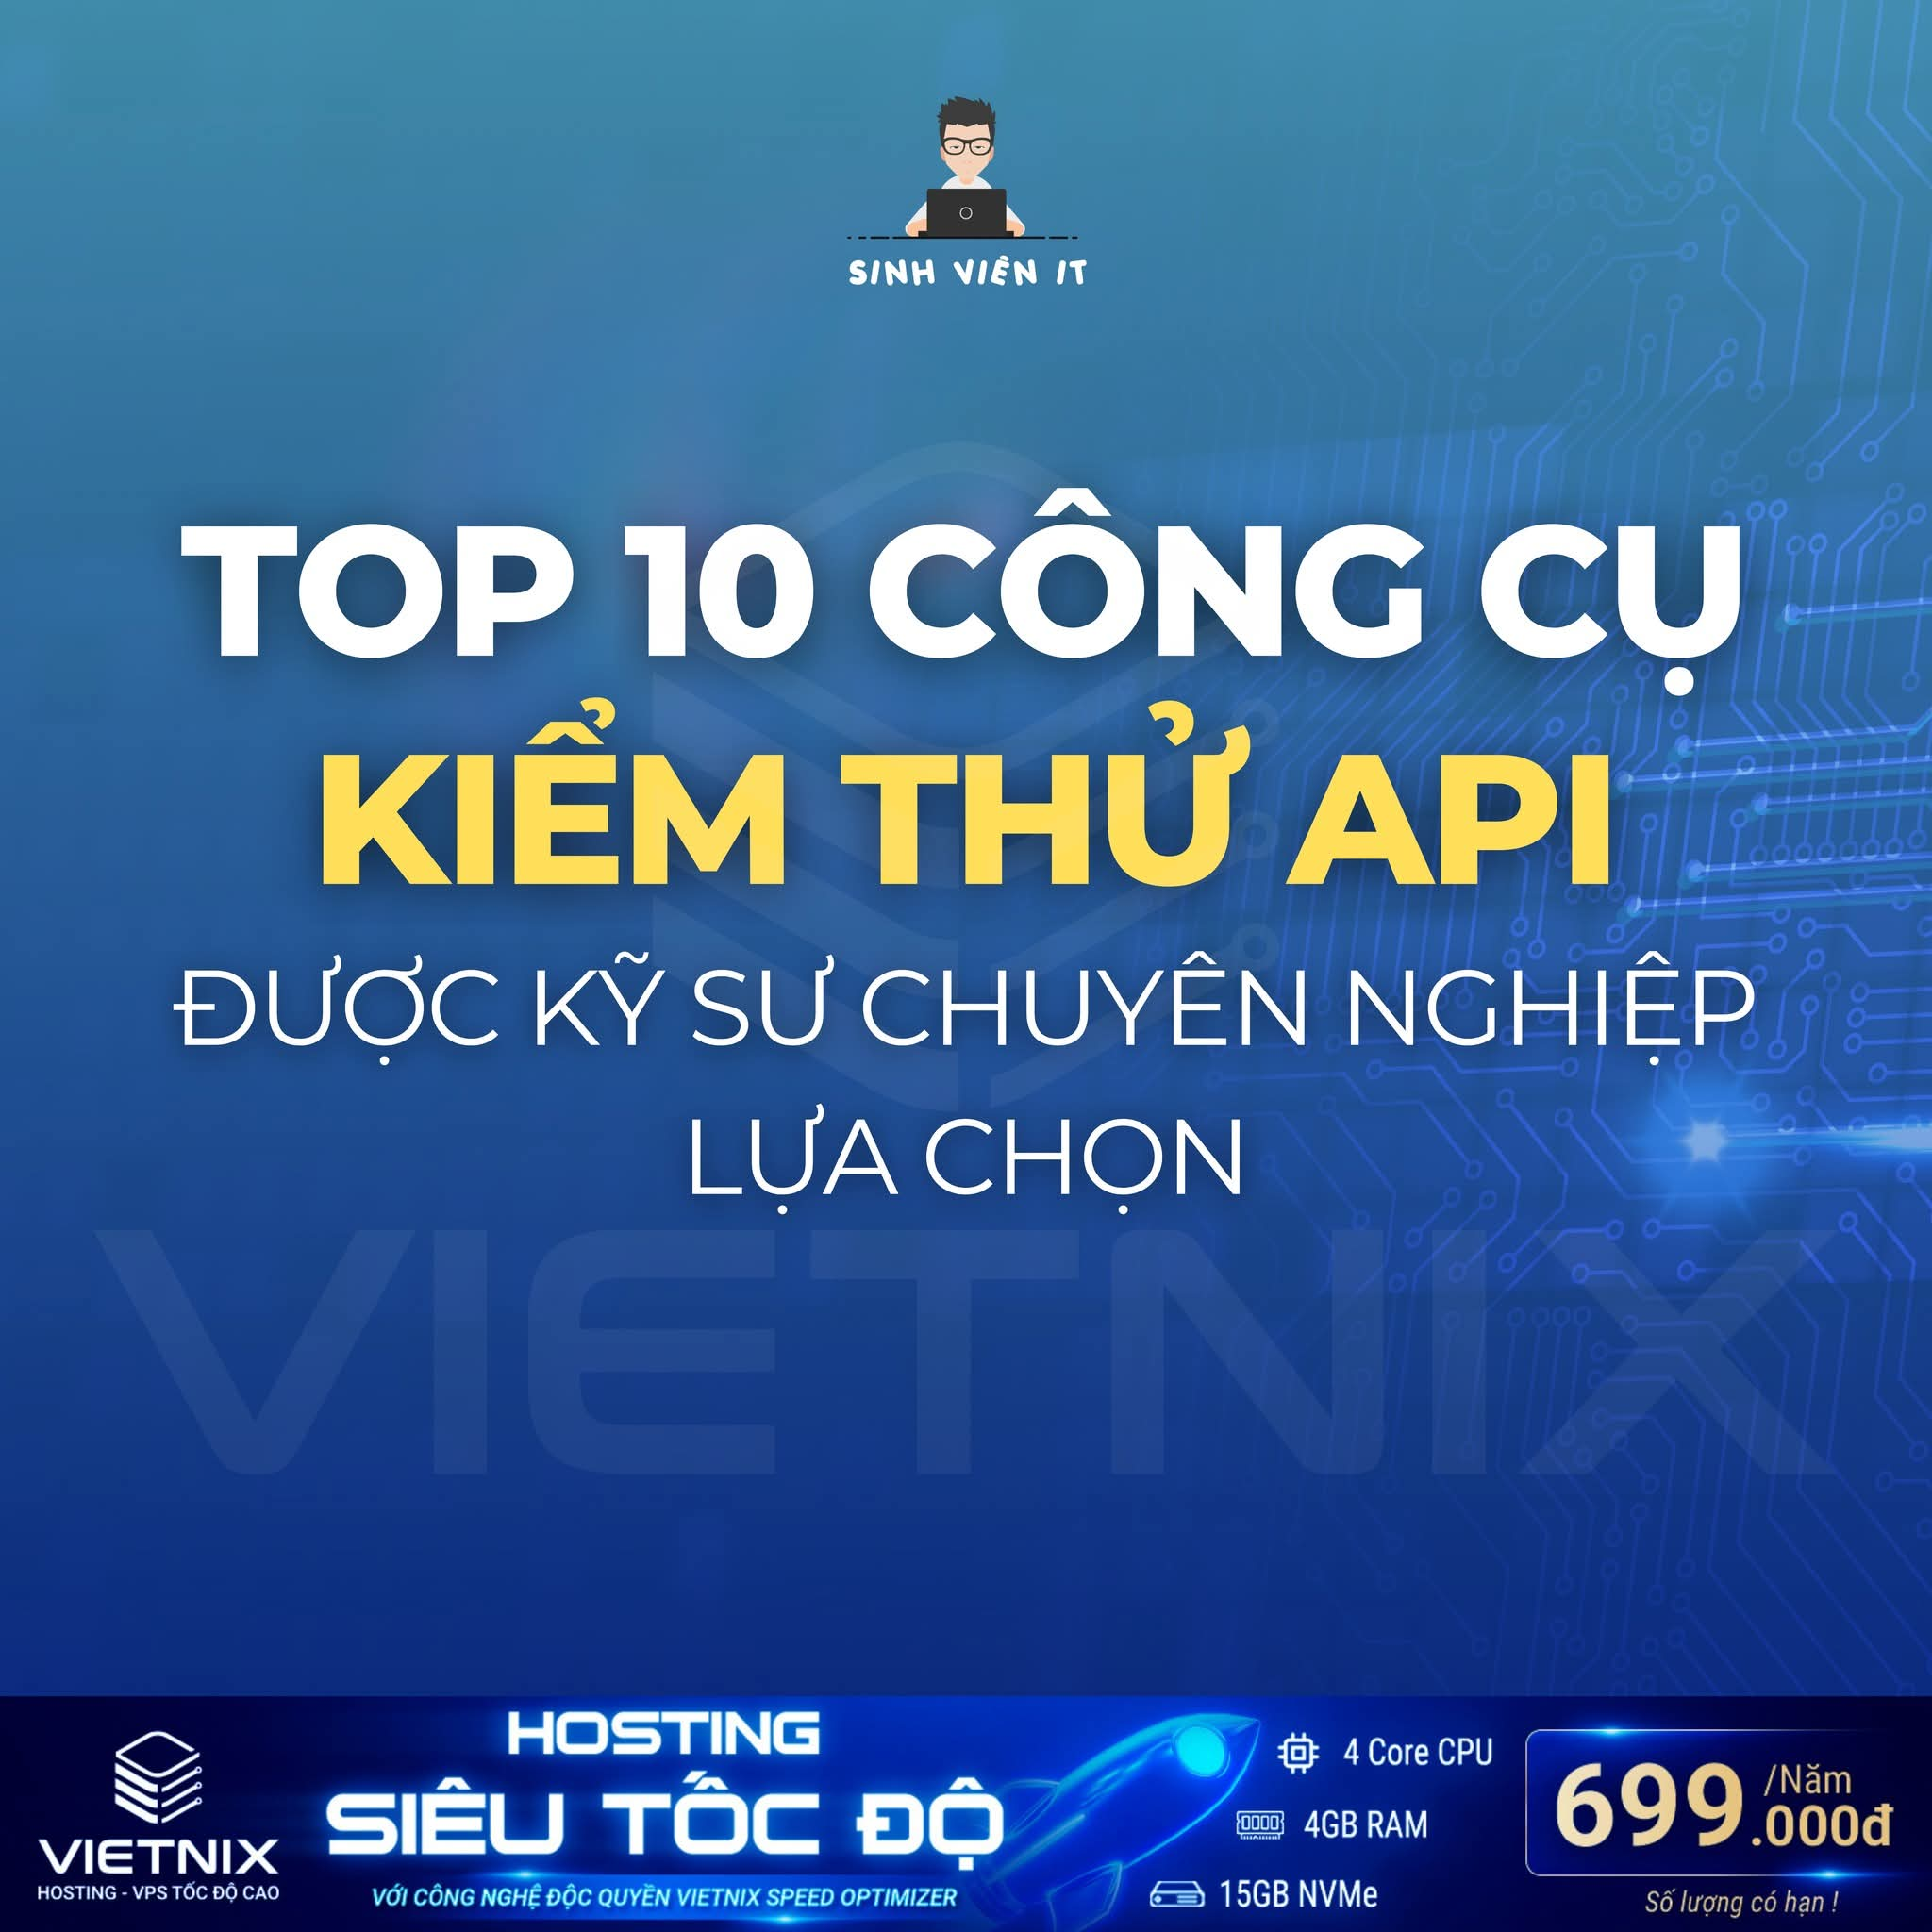 SINH VIÊN IT
TOP 10 CÔNG CỤ
KIỂM THỬ API
ĐƯỢC KỸ SƯ CHUYÊN NGHIỆP
LỰA CHỌN
VIETNIX
VIETNIX
HOSTING - VPS TỐC ĐỘ CAO
HOSTING
SIÊU TỐC ĐỘ
VỚI CÔNG NGHỆ ĐỘC QUYỀN VIETNIX SPEED OPTIMIZER
4 Core CPU
4GB RAM
15GB NVMe
699.000đ /Năm
Số lượng có hạn !